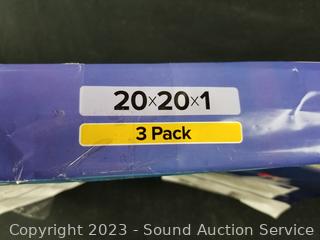 20x20x1
3 Pack
Copyright 2023 - Sound Auction Service